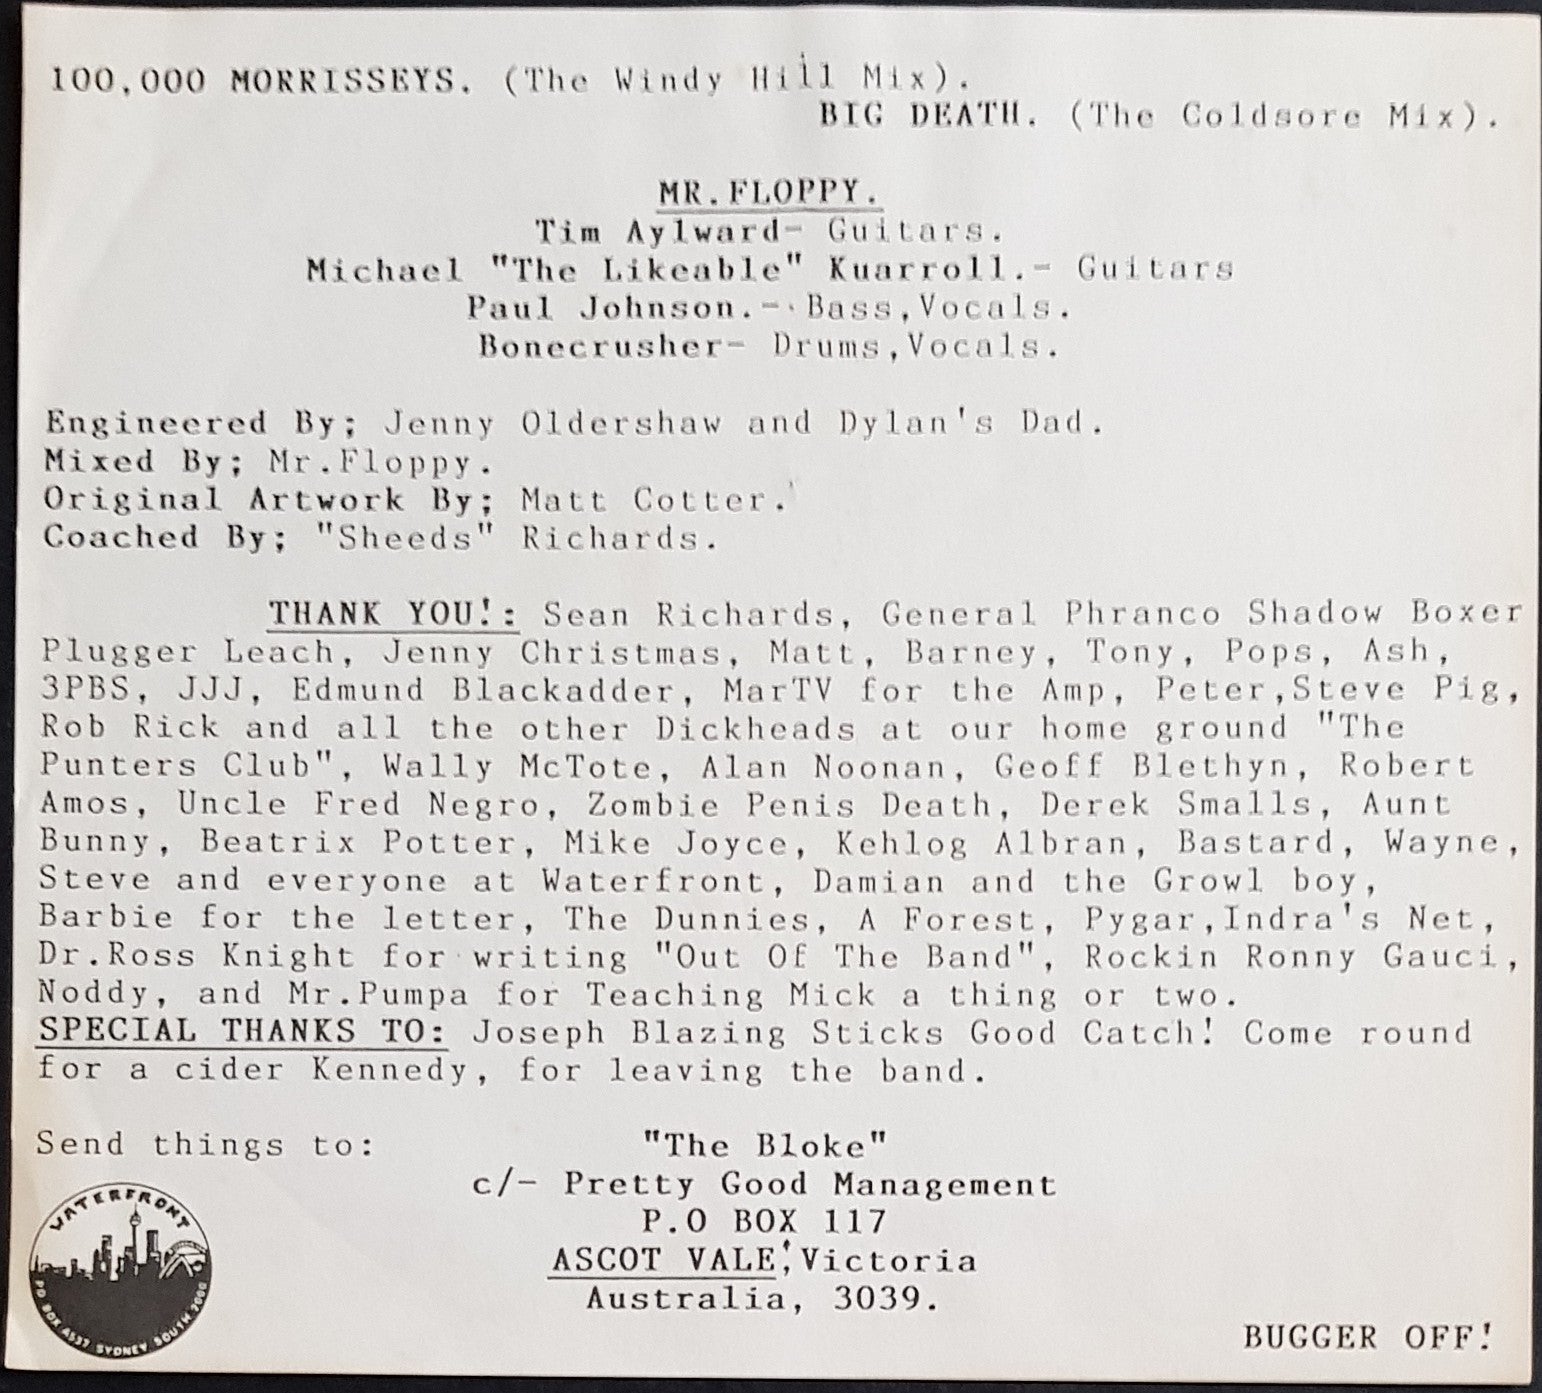 100,000 MORRISSEYS. (The Windy Hill Mix).
BIG DEATH. (The Coldsore Mix).
MR.FLOPPY.
Tim Aylward- Guitars.
Michael "The Likeable" Kuarroll.- Guitars
Paul Johnson.- Bass,Vocals.
Bonecrusher- Drums,Vocals.
Engineered By; Jenny Oldershaw and Dylan's Dad.
Mixed By; Mr.Floppy.
Original Artwork By; Matt Cotter.
Coached By; "Sheeds" Richards.
THANK YOU!: Sean Richards, General Phranco Shadow Boxer
Plugger Leach, Jenny Christmas, Matt, Barney, Tony, Pops, Ash,
3PBS, JJJ, Edmund Blackadder, MarTV for the Amp, Peter,Steve Pig,
Rob Rick and all the other Dickheads at our home ground "The
Punters Club", Wally McTote, Alan Noonan, Geoff Blethyn, Robert
Amos, Uncle Fred Negro, Zombie Penis Death, Derek Smalls, Aunt
Bunny, Beatrix Potter, Mike Joyce, Kehlog Albran, Bastard, Wayne,
Steve and everyone at Waterfront, Damian and the Growl boy,
Barbie for the letter, The Dunnies, A Forest, Pygar,Indra's Net,
Dr.Ross Knight for writing "Out Of The Band", Rockin Ronny Gauci,
Noddy, and Mr.Pumpa for Teaching Mick a thing or two.
SPECIAL THANKS TO: Joseph Blazing Sticks Good Catch! Come round
for a cider Kennedy, for leaving the band.
Send things to: "The Bloke"
c/- Pretty Good Management
P.O BOX 117
ASCOT VALE,Victoria
Australia, 3039.
WATERFRONT
PO BOX A537 SYDNEY SOUTH 2000
BUGGER OFF!